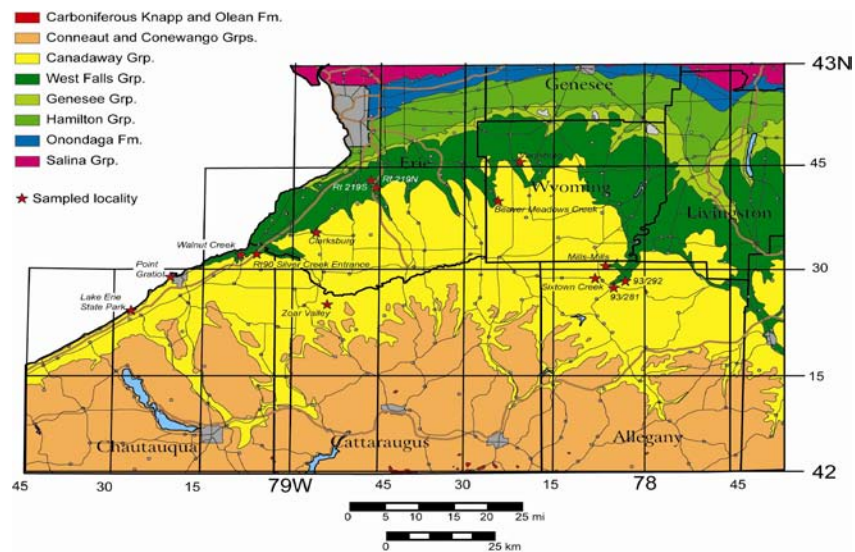 Carboniferous Knapp and Olean Fm.
Conneaut and Conewango Grps.
Canadaway Grp.
West Falls Grp.
Genesee Grp.
Hamilton Grp.
Onondaga Fm.
Salina Grp.
Sampled locality
43N
Genesee
Erie
45
Rt 219S
Rt 219N
Wyoming
Livingston
Beaver Meadows Creek
Walnut Creek
Clarksburg
Rt90 Silver Creek Entrance
Mills-Mills
Point
Gratiot
30
Sixtown Creek
93/292
93/281
Lake Erie
State Park
Zoar Valley
15
Chautauqua
Cattaraugus
Allegany
42
45
30
15
79W
45
30
15
78
45
0 5 10 15 20 25 mi
0 25 km